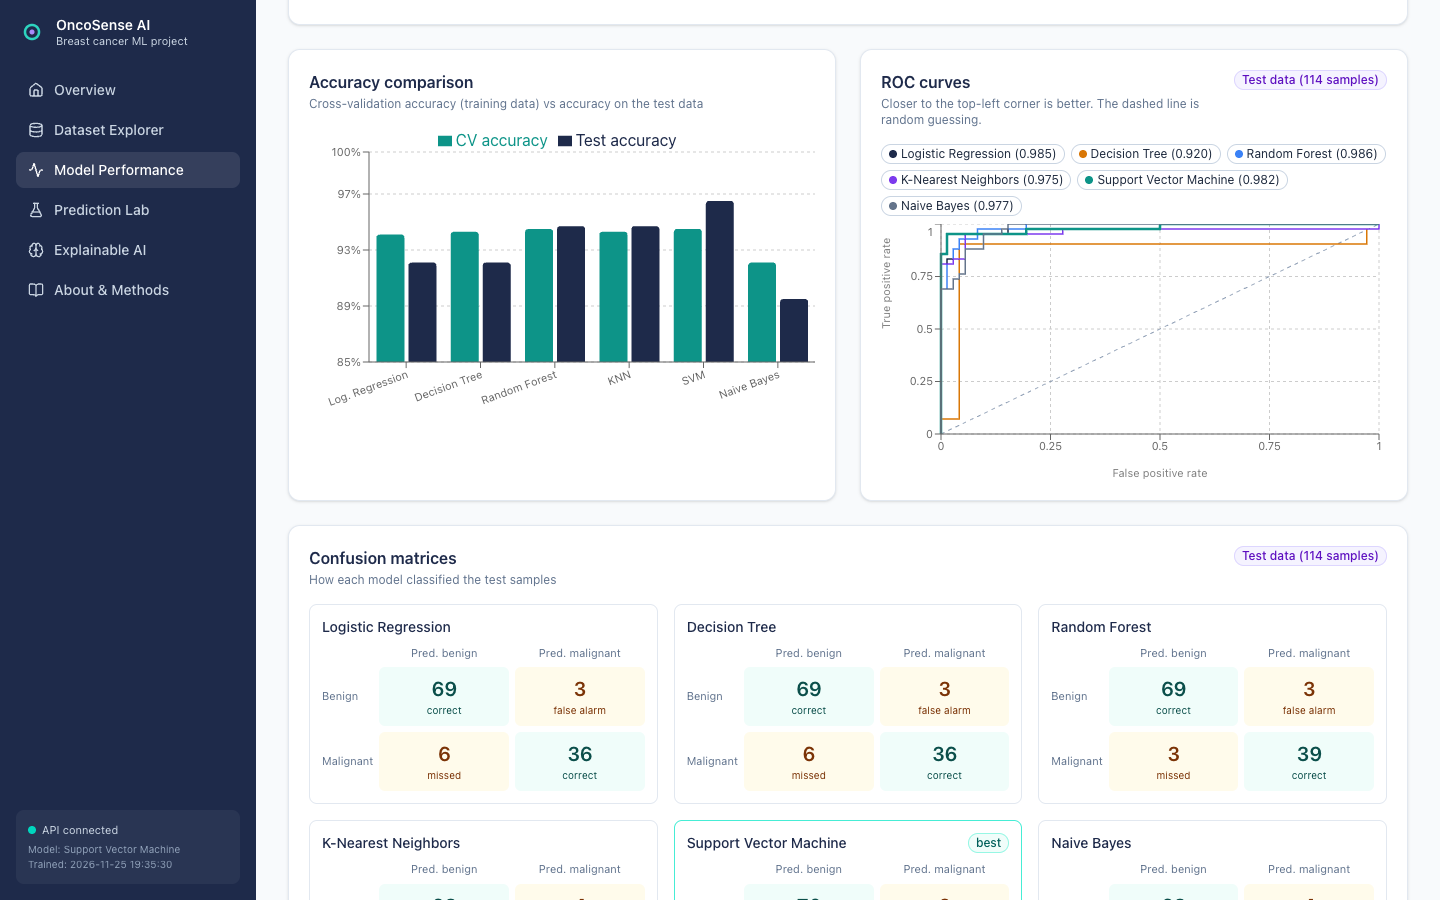 OncoSense AI
Breast cancer ML project
Overview
Dataset Explorer
Model Performance
Prediction Lab
Explainable AI
About & Methods
API connected
Model: Support Vector Machine
Trained: 2026-11-25 19:35:30
Accuracy comparison
Cross-validation accuracy (training data) vs accuracy on the test data
CV accuracy Test accuracy
100%
97%
93%
89%
85%
Log. Regression Decision Tree Random Forest KNN SVM Naive Bayes
ROC curves
Test data (114 samples)
Closer to the top-left corner is better. The dashed line is
random guessing.
Logistic Regression (0.985) Decision Tree (0.920) Random Forest (0.986)
K-Nearest Neighbors (0.975) Support Vector Machine (0.982)
Naive Bayes (0.977)
True positive rate
1
0.75
0.5
0.25
0
0 0.25 0.5 0.75 1
False positive rate
Confusion matrices
Test data (114 samples)
How each model classified the test samples
Logistic Regression
Pred. benign Pred. malignant
Benign
69 3
correct false alarm
Malignant
6 36
missed correct
Decision Tree
Pred. benign Pred. malignant
Benign
69 3
correct false alarm
Malignant
6 36
missed correct
Random Forest
Pred. benign Pred. malignant
Benign
69 3
correct false alarm
Malignant
3 39
missed correct
K-Nearest Neighbors
Pred. benign Pred. malignant
Support Vector Machine
best
Pred. benign Pred. malignant
Naive Bayes
Pred. benign Pred. malignant